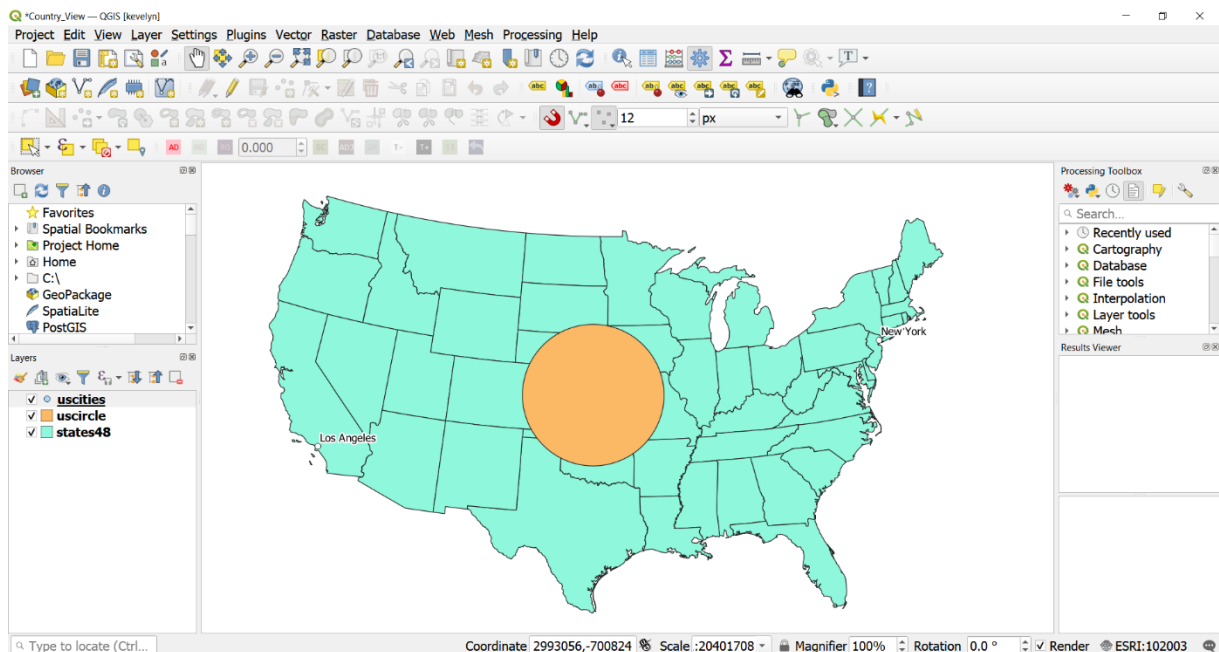 *Country_View — QGIS [kevelyn]
Project Edit View Layer Settings Plugins Vector Raster Database Web Mesh Processing Help
12 px
0.000
Browser
Favorites
Spatial Bookmarks
Project Home
Home
C:\
GeoPackage
SpatiaLite
PostGIS
Layers
uscities
uscircle
states48
Los Angeles
New York
Processing Toolbox
Search...
Recently used
Cartography
Database
File tools
Interpolation
Layer tools
Mesh
Results Viewer
Type to locate (Ctrl... Coordinate 2993056,-700824 Scale :20401708 Magnifier 100% Rotation 0.0 ° Render ESRI:102003